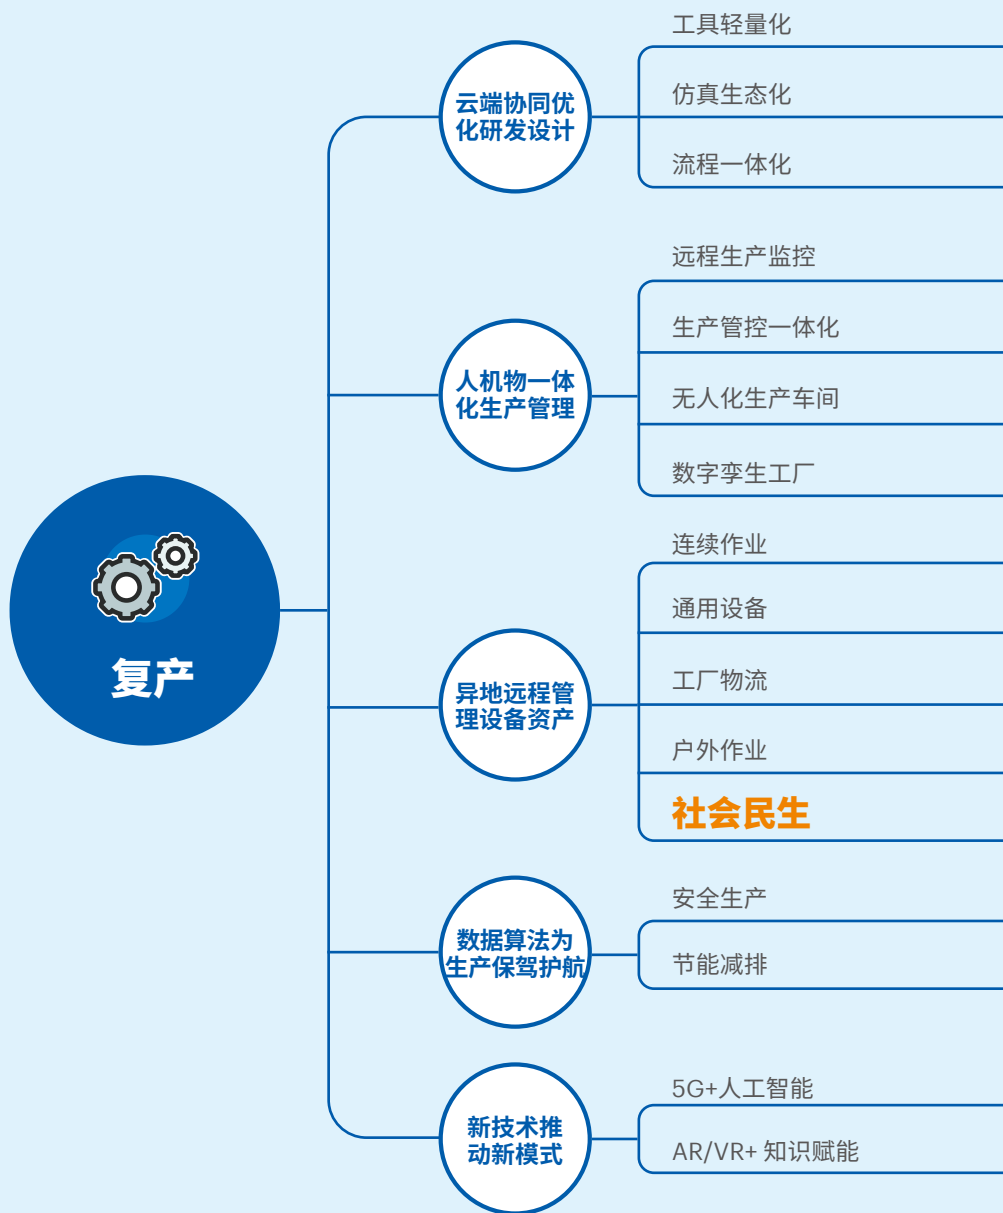 复产
云端协同优
化研发设计
工具轻量化
仿真生态化
流程一体化
人机物一体
化生产管理
远程生产监控
生产管控一体化
无人化生产车间
数字孪生工厂
异地远程管
理设备资产
连续作业
通用设备
工厂物流
户外作业
社会民生
数据算法为
生产保驾护航
安全生产
节能减排
新技术推
动新模式
5G+人工智能
AR/VR+ 知识赋能